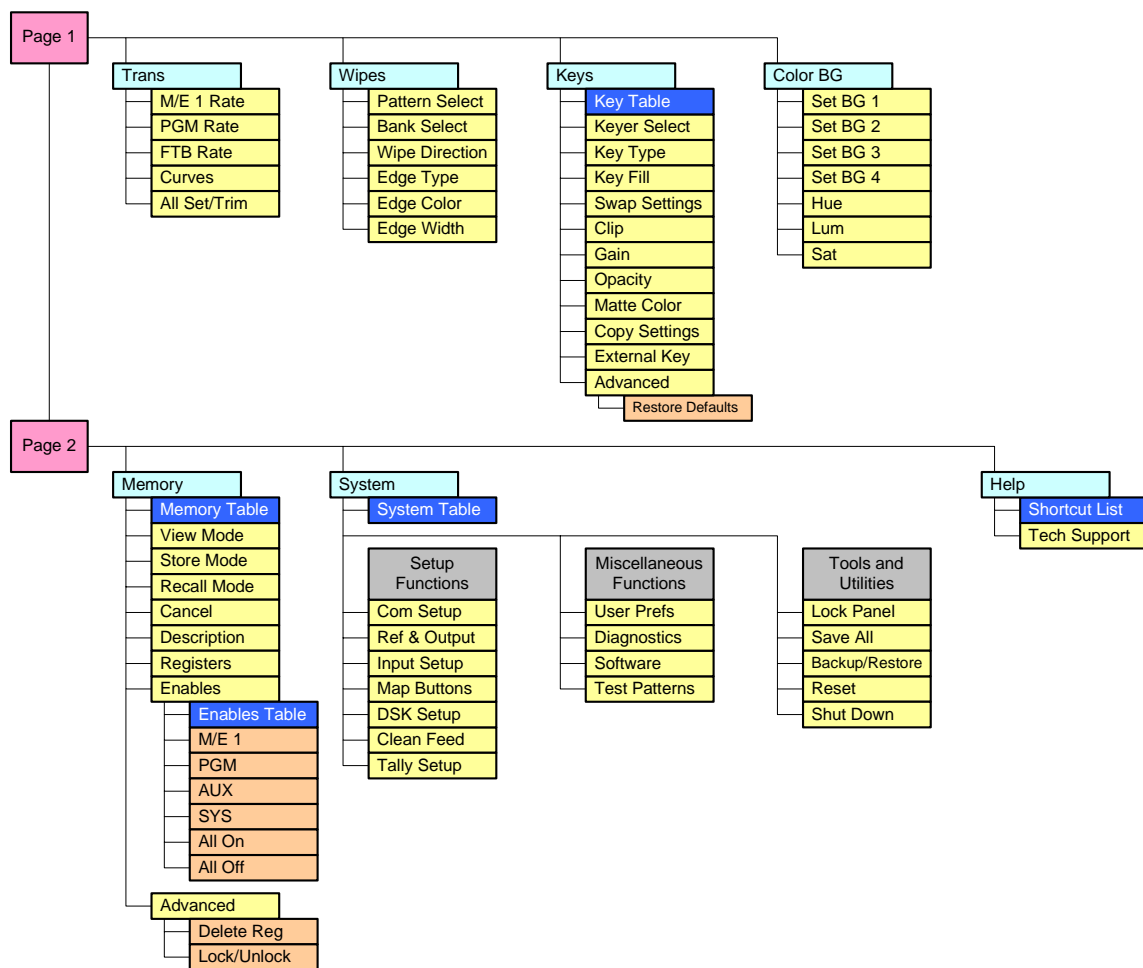 Page 1
Trans
M/E 1 Rate
PGM Rate
FTB Rate
Curves
All Set/Trim
Wipes
Pattern Select
Bank Select
Wipe Direction
Edge Type
Edge Color
Edge Width
Keys
Key Table
Keyer Select
Key Type
Key Fill
Swap Settings
Clip
Gain
Opacity
Matte Color
Copy Settings
External Key
Advanced
Restore Defaults
Color BG
Set BG 1
Set BG 2
Set BG 3
Set BG 4
Hue
Lum
Sat
Page 2
Memory
Memory Table
View Mode
Store Mode
Recall Mode
Cancel
Description
Registers
Enables
Enables Table
M/E 1
PGM
AUX
SYS
All On
All Off
Advanced
Delete Reg
Lock/Unlock
System
System Table
Setup
Functions
Com Setup
Ref & Output
Input Setup
Map Buttons
DSK Setup
Clean Feed
Tally Setup
Miscellaneous
Functions
User Prefs
Diagnostics
Software
Test Patterns
Tools and
Utilities
Lock Panel
Save All
Backup/Restore
Reset
Shut Down
Help
Shortcut List
Tech Support